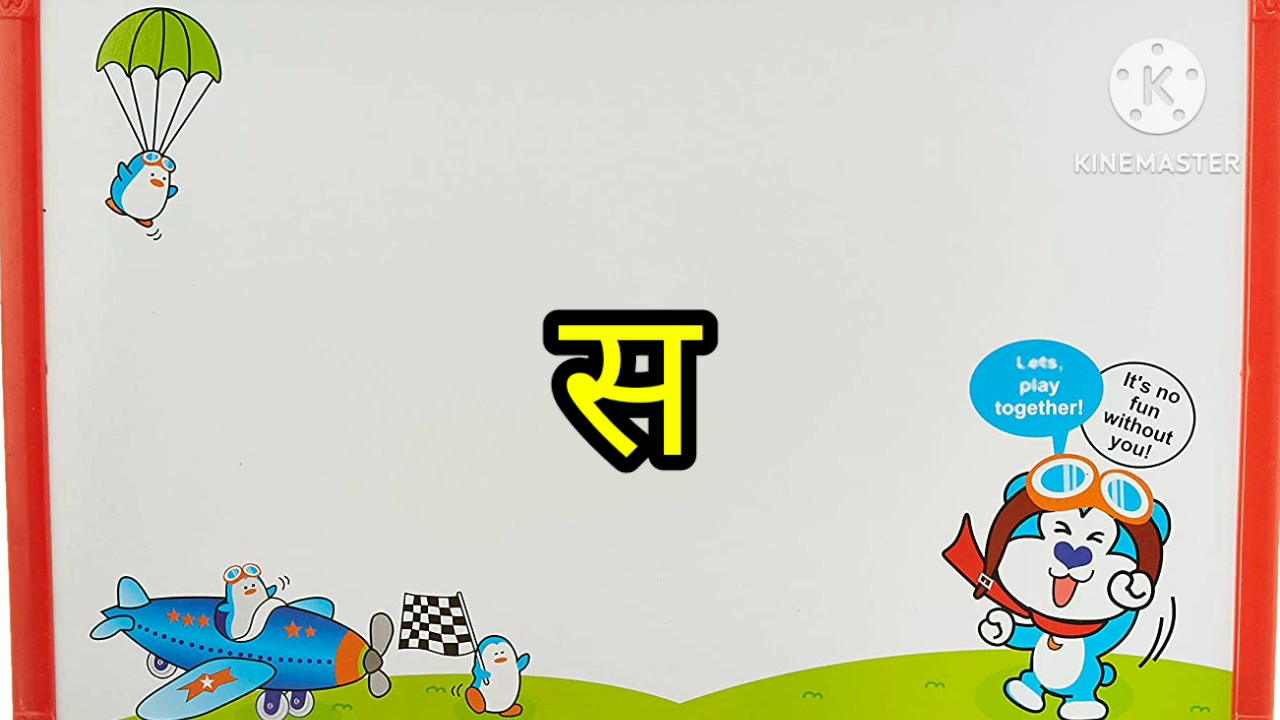 KINEMASTER
स
Lets,
play
together!
It's no
fun
without
you!